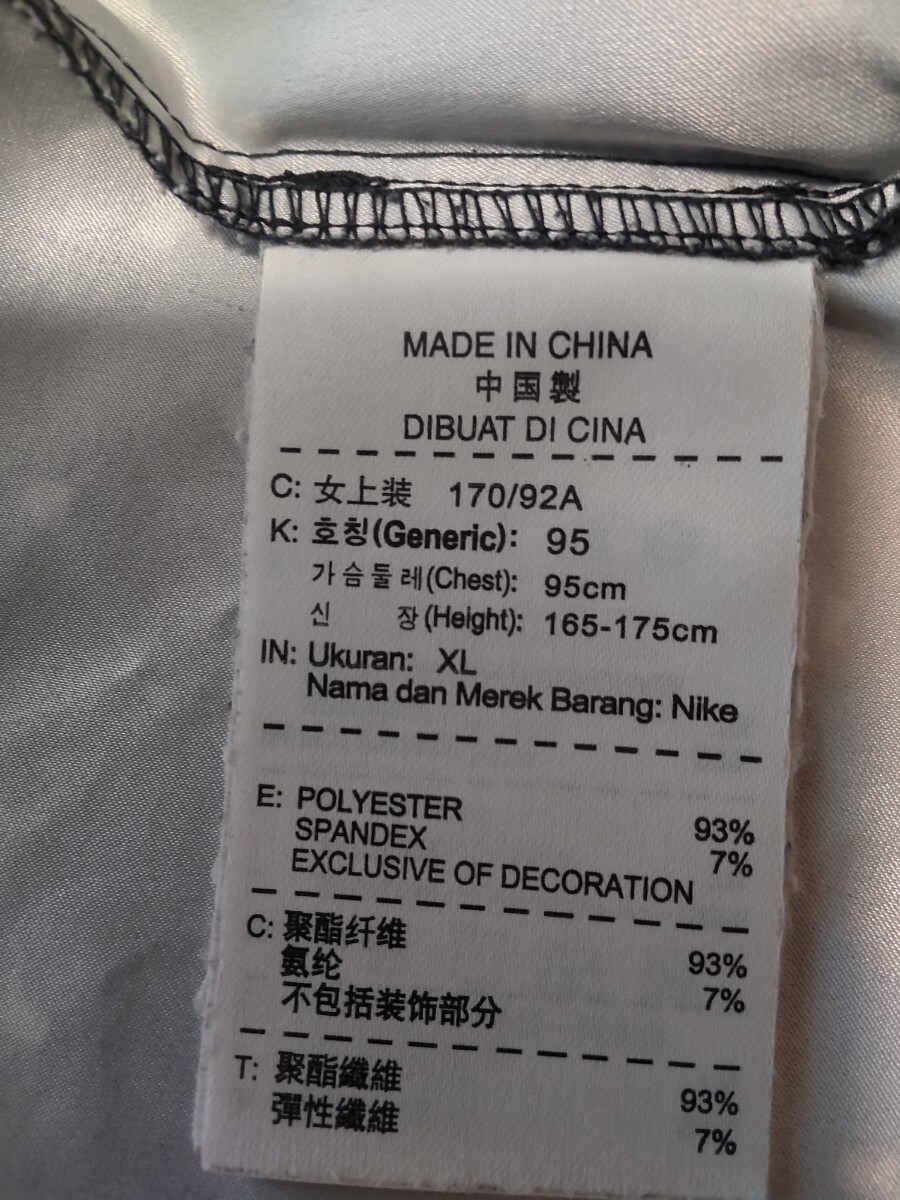 MADE IN CHINA
中国製
DIBUAT DI CINA
C: 女上装 170/92A
K: 호칭(Generic): 95
가슴둘레(Chest): 95cm
신 장(Height): 165-175cm
IN: Ukuran: XL
Nama dan Merek Barang: Nike
E: POLYESTER 93%
SPANDEX 7%
EXCLUSIVE OF DECORATION
C: 聚酯纤维 93%
氨纶 7%
不包括装饰部分
T: 聚酯纖維 93%
彈性纖維 7%